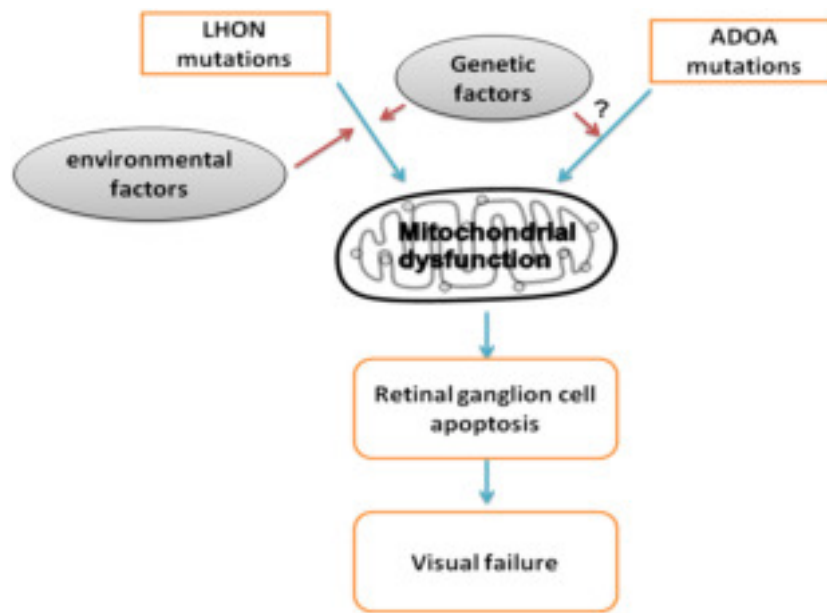 LHON
mutations
Genetic
factors
ADOA
mutations
?
environmental
factors
Mitochondrial
dysfunction
Retinal ganglion cell
apoptosis
Visual failure